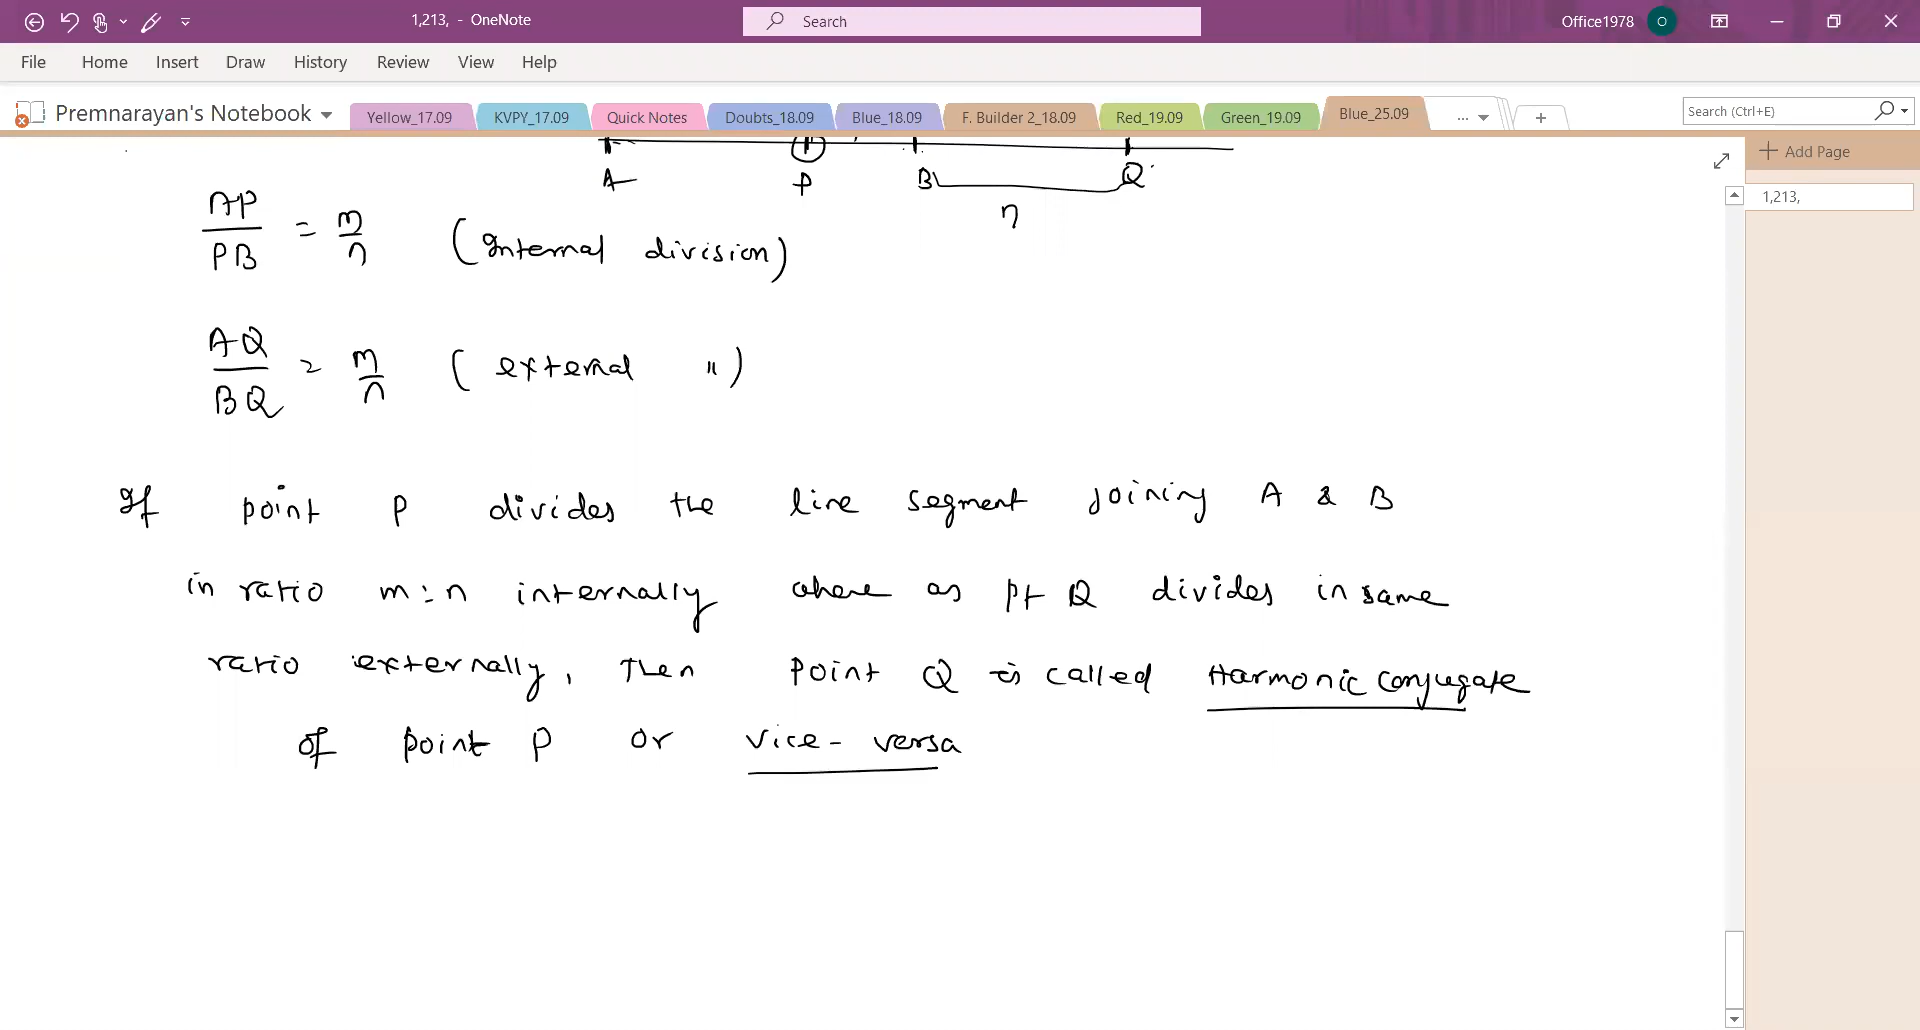 1,213, - OneNote
Search
Office1978
O
File Home Insert Draw History Review View Help
Premnarayan's Notebook
Yellow_17.09 KVPY_17.09 Quick Notes Doubts_18.09 Blue_18.09 F. Builder 2_18.09 Red_19.09 Green_19.09 Blue_25.09 ... +
Search (Ctrl+E)
Add Page
1,213,
A P B Q
n
AP/PB = m/n (Internal division)
AQ/BQ = m/n (external ")
If point P divides the line segment joining A & B
in ratio m:n internally where as pt Q divides in same
ratio externally, then point Q is called Harmonic conjugate
of point P or vice-versa